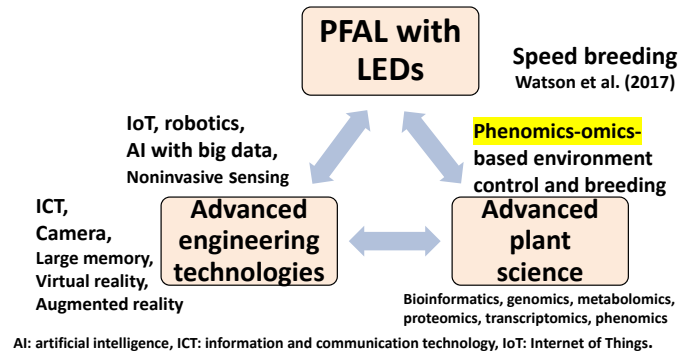 PFAL with
LEDs
Speed breeding
Watson et al. (2017)
IoT, robotics,
AI with big data,
Noninvasive sensing
Phenomics-omics-
based environment
control and breeding
ICT,
Camera,
Large memory,
Virtual reality,
Augmented reality
Advanced
engineering
technologies
Advanced
plant
science
Bioinformatics, genomics, metabolomics,
proteomics, transcriptomics, phenomics
AI: artificial intelligence, ICT: information and communication technology, IoT: Internet of Things.